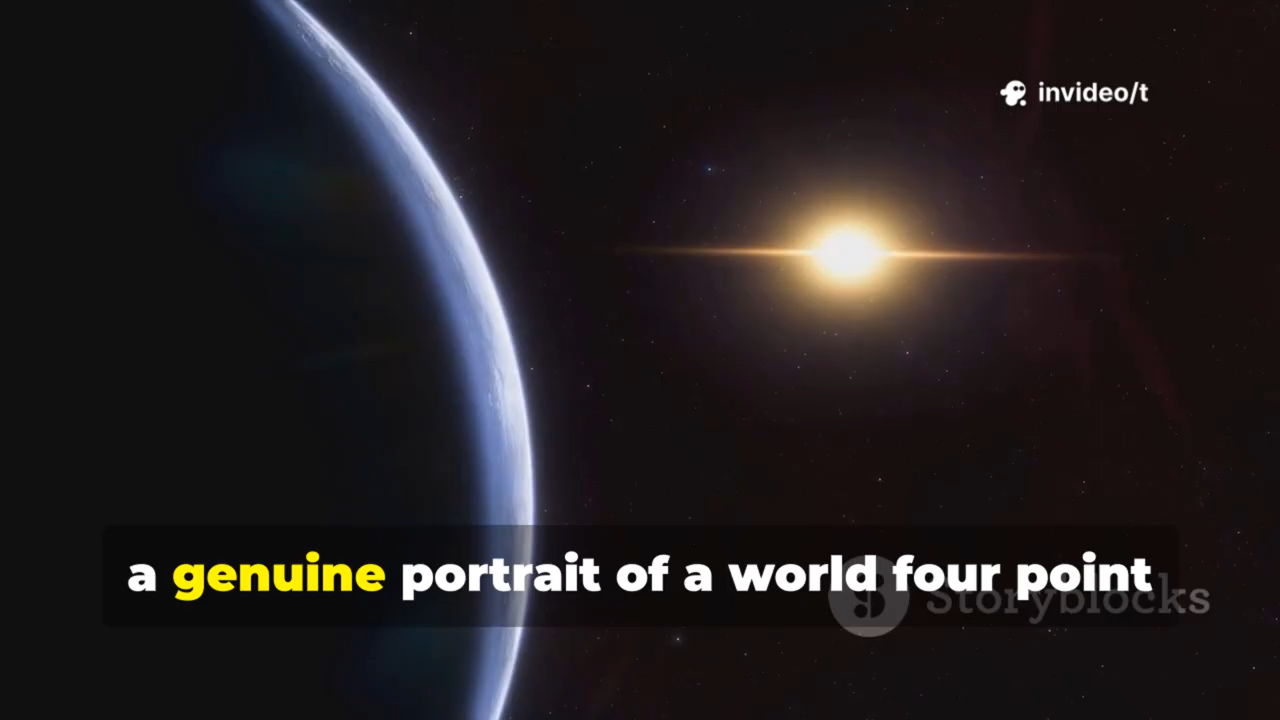 invideo/t
a genuine portrait of a world four point
Storyblocks